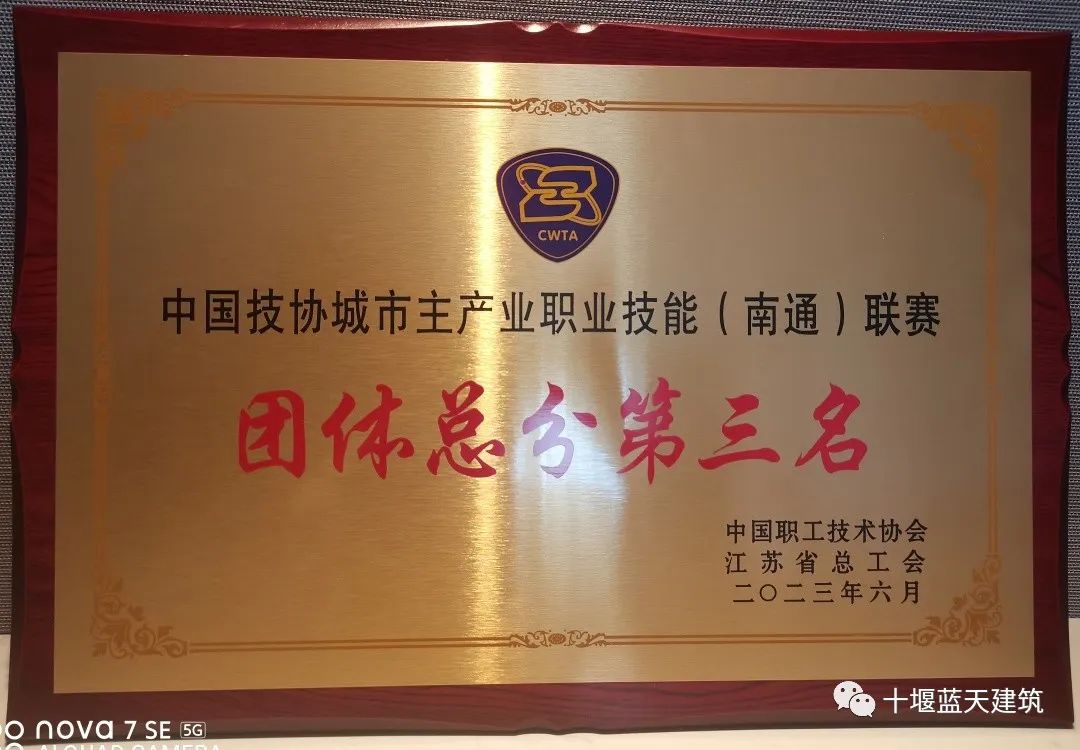 CWTA
中国技协城市主产业职业技能（南通）联赛
团体总分第三名
中国职工技术协会
江苏省总工会
二〇二三年六月
十堰蓝天建筑
nova 7 SE 5G
CAMERA